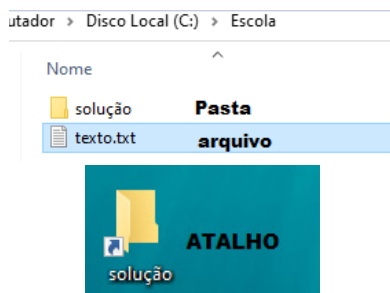 utador > Disco Local (C:) > Escola
Nome
solução Pasta
texto.txt arquivo
ATALHO
solução